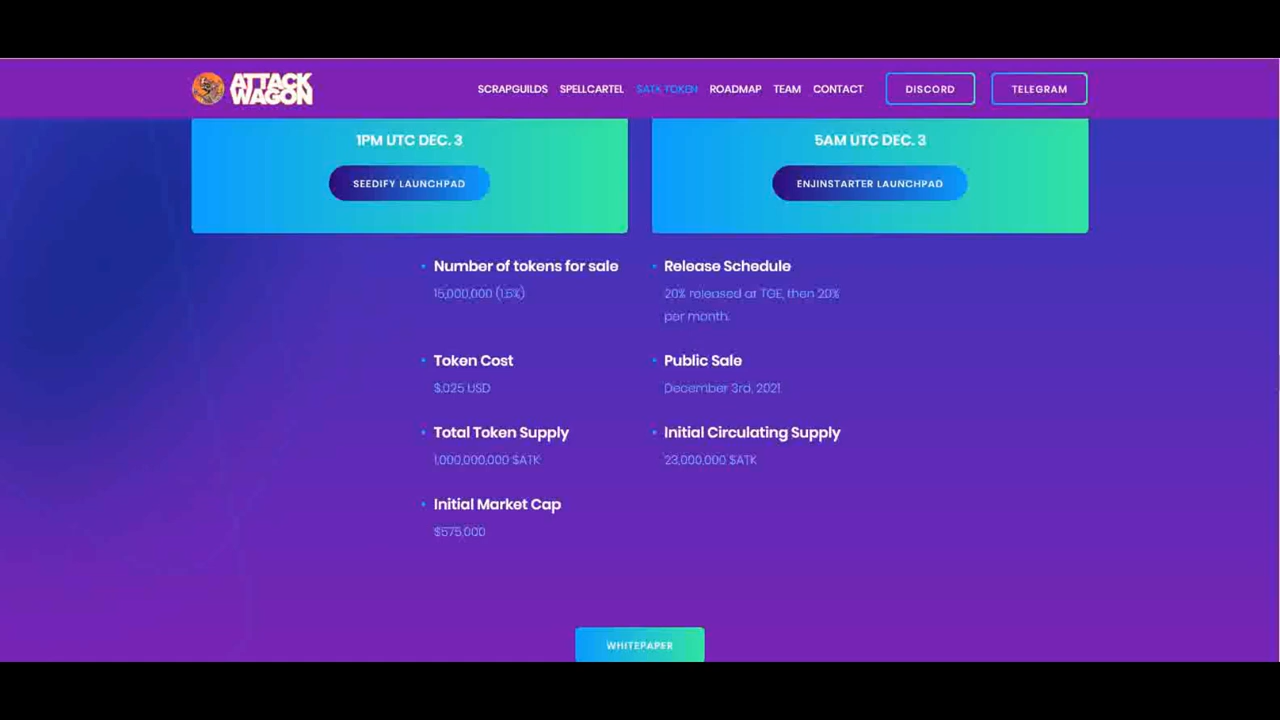 ATTACK
WAGON
SCRAPGUILDS SPELLCARTEL $ATK TOKEN ROADMAP TEAM CONTACT DISCORD TELEGRAM
1PM UTC DEC. 3
SEEDIFY LAUNCHPAD
5AM UTC DEC. 3
ENJINSTARTER LAUNCHPAD
Number of tokens for sale
15,000,000 (1.5%)
Release Schedule
20% released at TGE, then 20%
per month.
Token Cost
$.025 USD
Public Sale
December 3rd, 2021
Total Token Supply
1,000,000,000 $ATK
Initial Circulating Supply
23,000,000 $ATK
Initial Market Cap
$575,000
WHITEPAPER